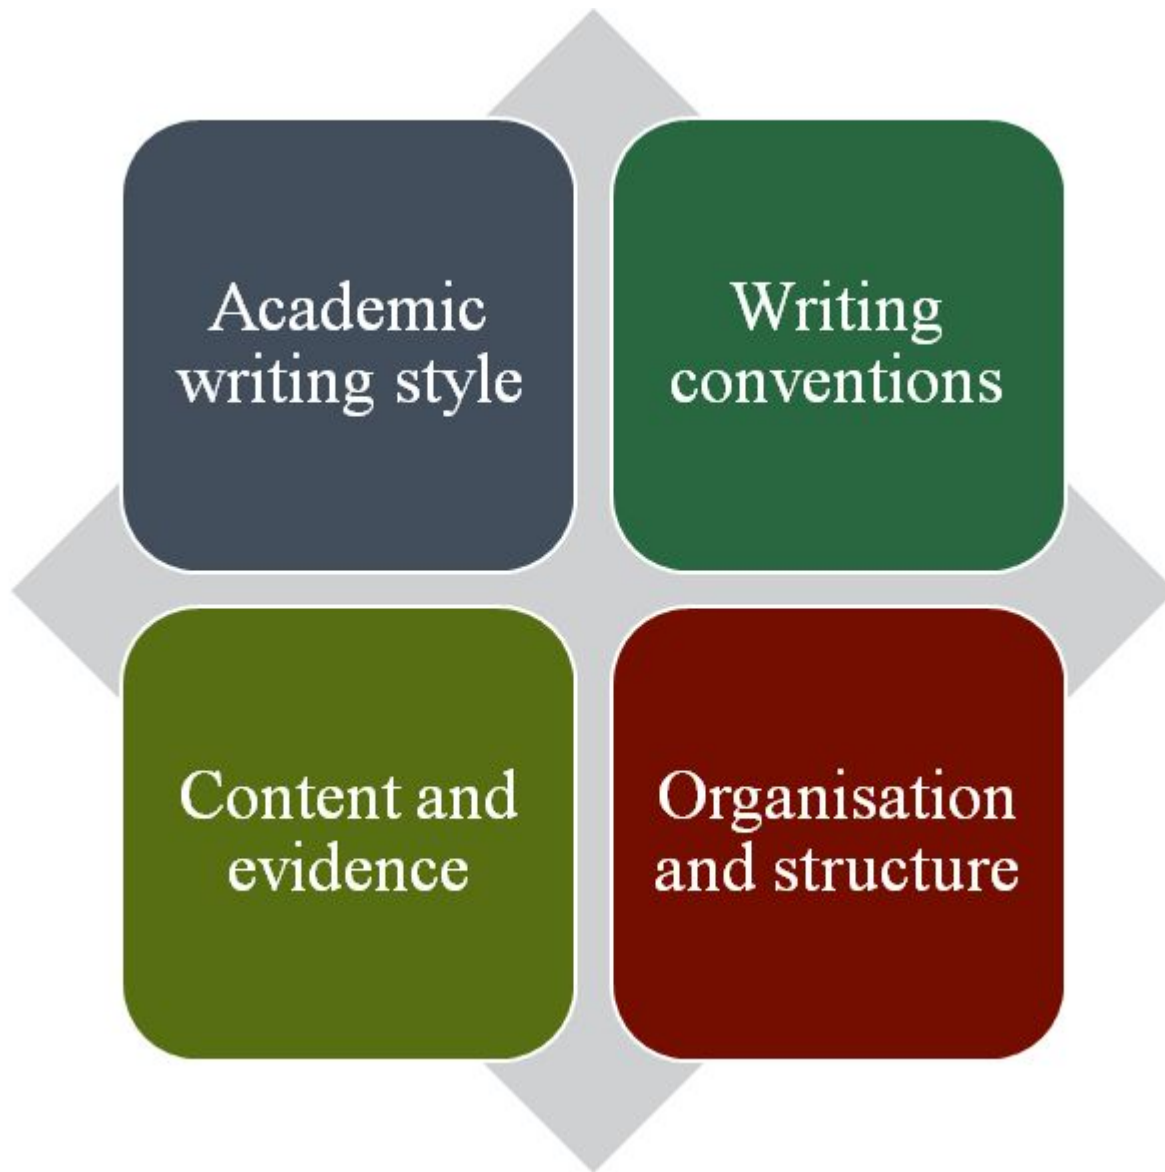 Academic
writing style
Writing
conventions
Content and
evidence
Organisation
and structure